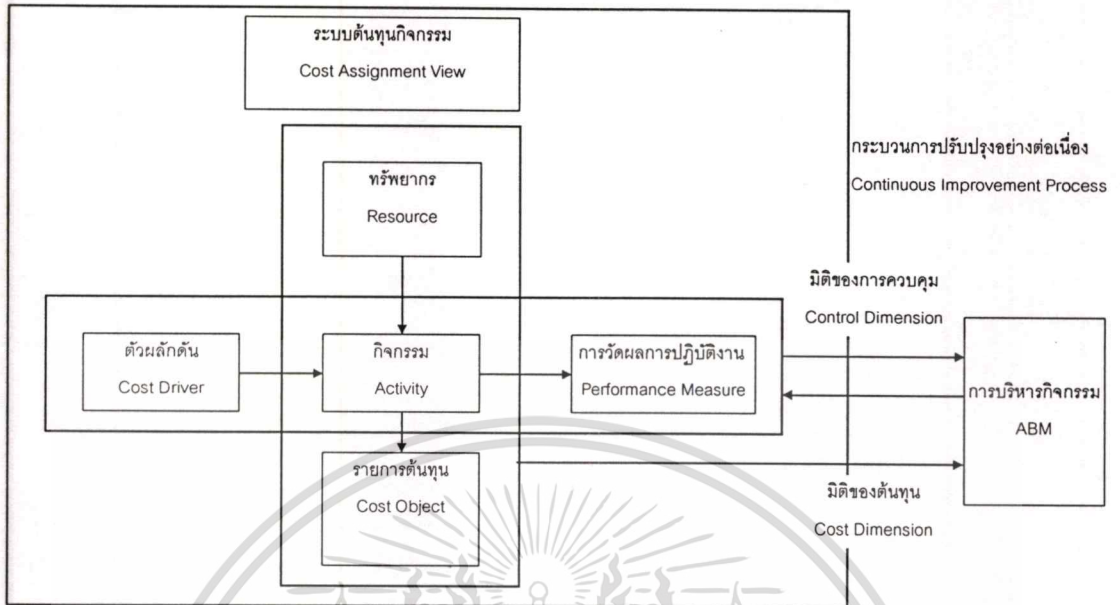 ระบบต้นทุนกิจกรรม
Cost Assignment View
กระบวนการปรับปรุงอย่างต่อเนื่อง
Continuous Improvement Process
ทรัพยากร
Resource
มิติของการควบคุม
Control Dimension
ตัวผลักดัน
Cost Driver
กิจกรรม
Activity
การวัดผลการปฏิบัติงาน
Performance Measure
การบริหารกิจกรรม
ABM
รายการต้นทุน
Cost Object
มิติของต้นทุน
Cost Dimension